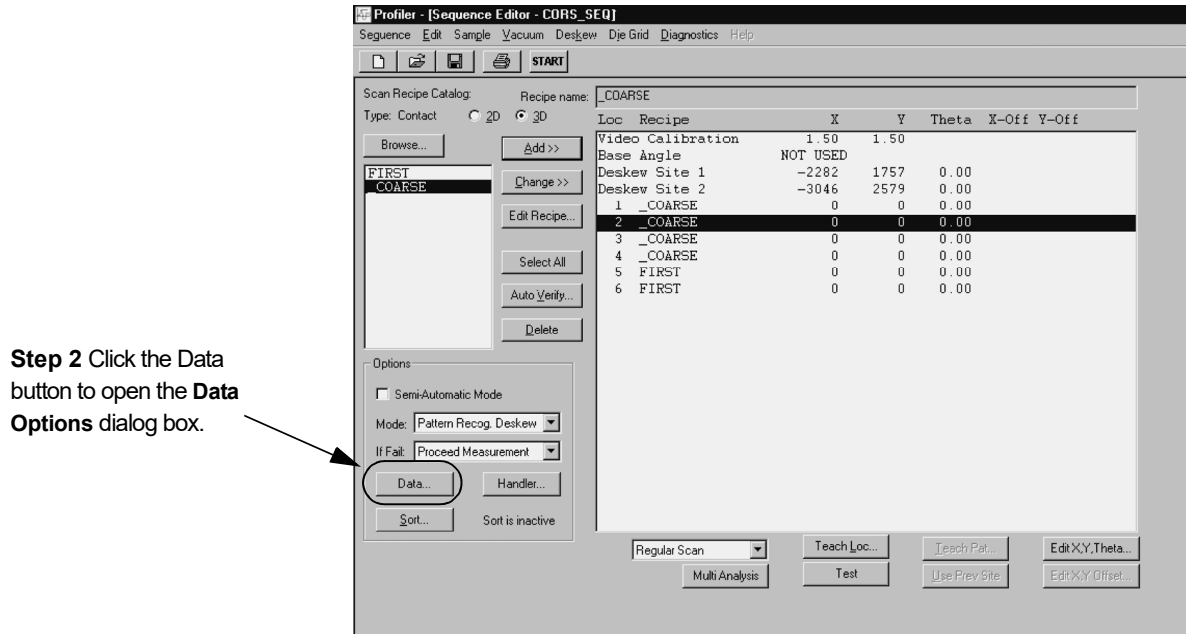 Profiler - [Sequence Editor - CORS_SEQ]
Sequence Edit Sample Vacuum Deskew Die Grid Diagnostics Help
START
Scan Recipe Catalog:
Recipe name: _COARSE
Type: Contact 2D 3D
Browse...
Add >>
FIRST
_COARSE
Change >>
Edit Recipe...
Select All
Auto Verify...
Delete
Loc Recipe X Y Theta X-Off Y-Off
Video Calibration 1.50 1.50
Base Angle NOT USED
Deskew Site 1 -2282 1757 0.00
Deskew Site 2 -3046 2579 0.00
1 _COARSE 0 0 0.00
2 _COARSE 0 0 0.00
3 _COARSE 0 0 0.00
4 _COARSE 0 0 0.00
5 FIRST 0 0 0.00
6 FIRST 0 0 0.00
Step 2 Click the Data
button to open the Data
Options dialog box.
Options
Semi-Automatic Mode
Mode: Pattern Recog. Deskew
If Fail: Proceed Measurement
Data... Handler...
Sort... Sort is inactive
Regular Scan Teach Loc... Teach Pat... Edit X,Y,Theta...
Multi Analysis Test Use Prev Site Edit X,Y Offset...